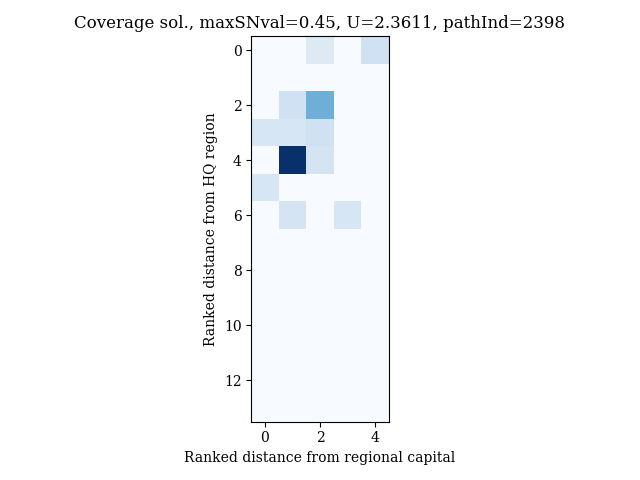 Coverage sol., maxSNval=0.45, U=2.3611, pathInd=2398
Ranked distance from HQ region
0
2
4
6
8
10
12
0 2 4
Ranked distance from regional capital